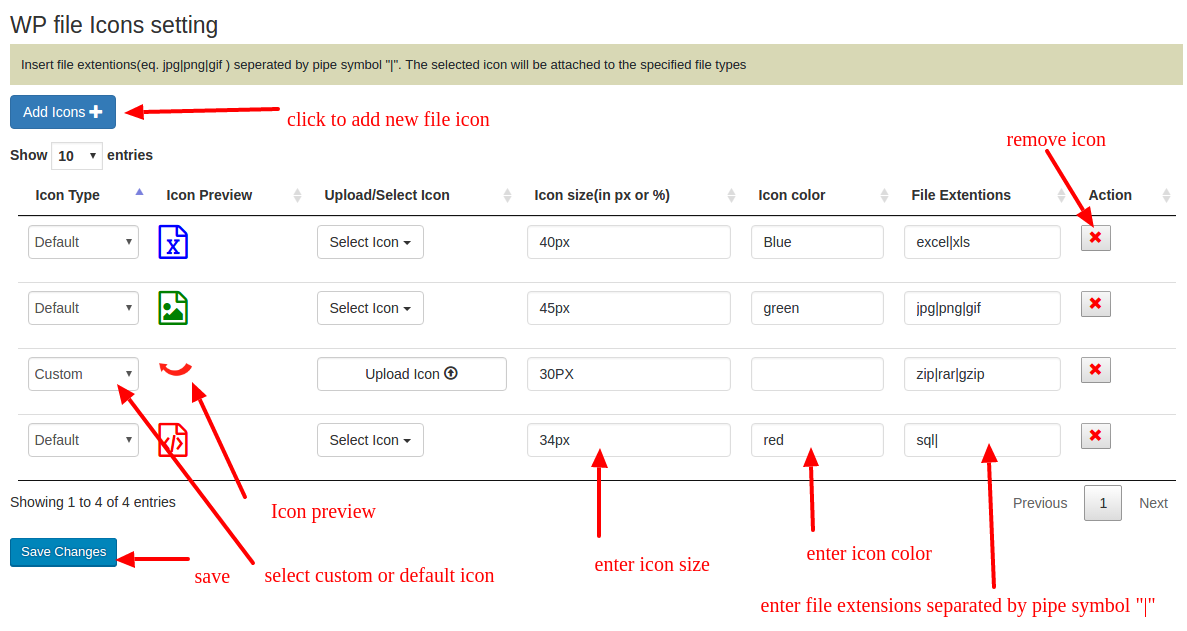 WP file Icons setting
Insert file extentions(eq. jpg|png|gif ) seperated by pipe symbol "|". The selected icon will be attached to the specified file types
Add Icons
click to add new file icon
remove icon
Show 10 entries
Icon Type Icon Preview Upload/Select Icon Icon size(in px or %) Icon color File Extentions Action
Default X Select Icon 40px Blue excel|xls
Default Select Icon 45px green jpg|png|gif
Custom Upload Icon 30PX zip|rar|gzip
Default </> Select Icon 34px red sql|
Showing 1 to 4 of 4 entries Previous 1 Next
Icon preview
Save Changes
save
select custom or default icon
enter icon size
enter icon color
enter file extensions separated by pipe symbol "|"